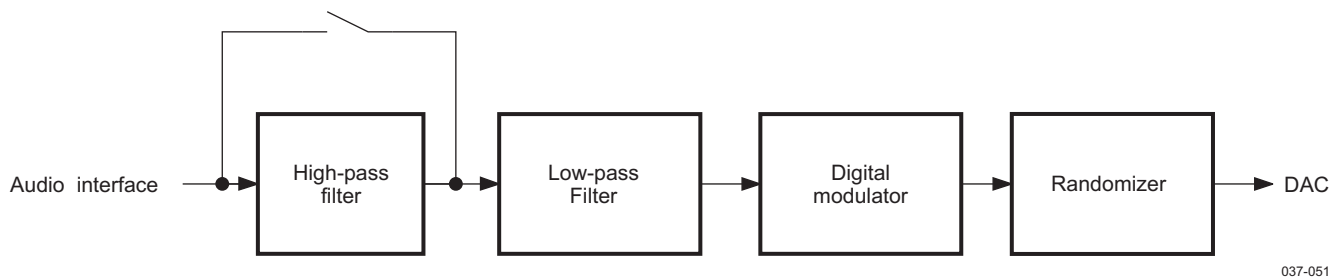 Audio interface
High-pass
filter
Low-pass
Filter
Digital
modulator
Randomizer
DAC
037-051